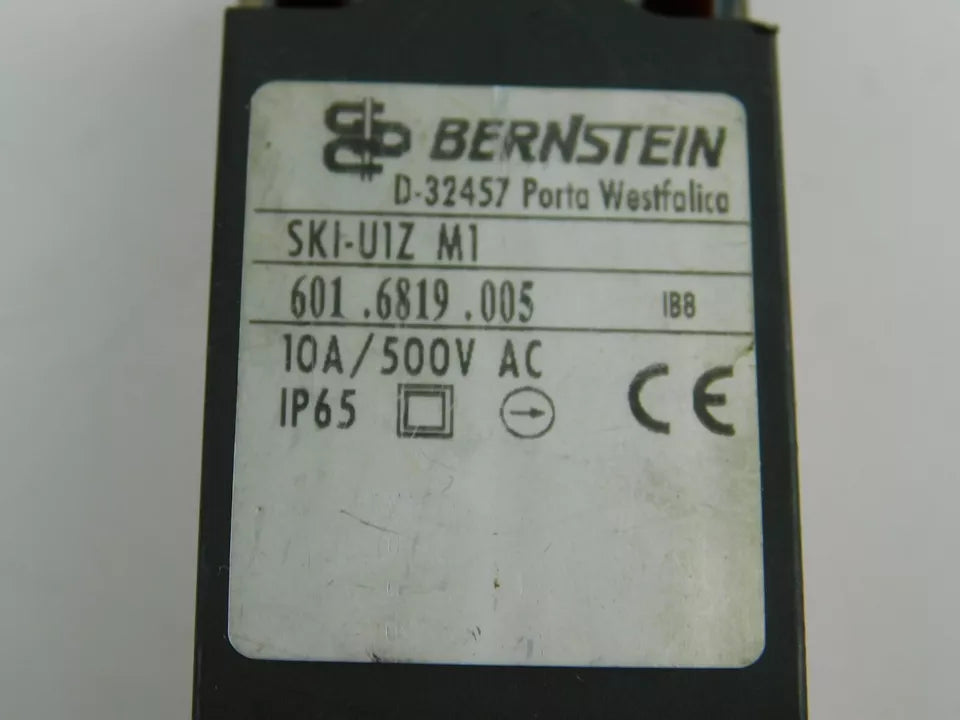 BERNSTEIN
D-32457 Porta Westfalica
SKI-U1Z M1
601.6819.005 IB8
10A/500V AC
IP65 CE